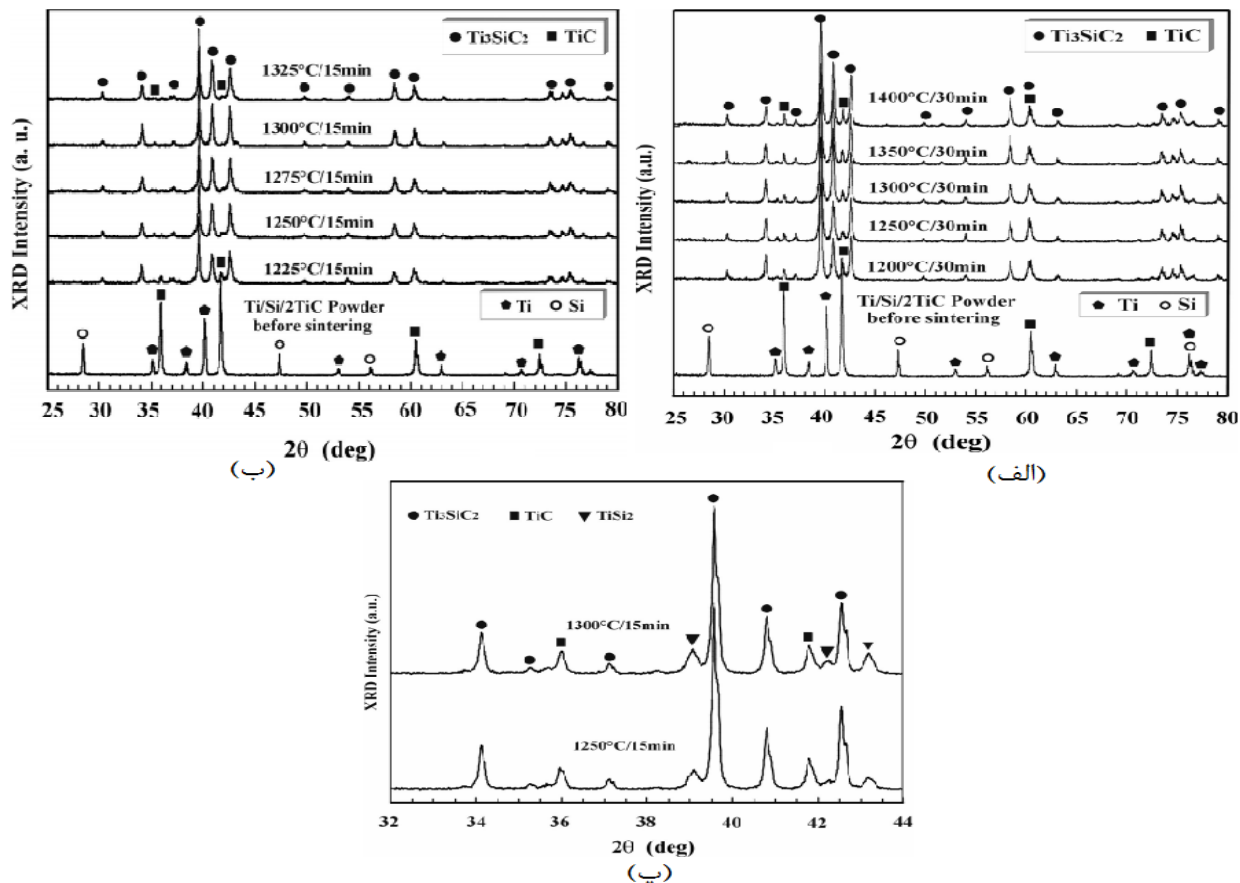 Ti3SiC2 TiC
1325°C/15min
1300°C/15min
1275°C/15min
1250°C/15min
1225°C/15min
Ti/Si/2TiC Powder
before sintering
Ti Si
XRD Intensity (a. u.)
25 30 35 40 45 50 55 60 65 70 75 80
2θ (deg)
(ب)
Ti3SiC2 TiC
1400°C/30min
1350°C/30min
1300°C/30min
1250°C/30min
1200°C/30min
Ti/Si/2TiC Powder
before sintering
Ti Si
XRD Intensity (a.u.)
25 30 35 40 45 50 55 60 65 70 75 80
2θ (deg)
(الف)
Ti3SiC2 TiC TiSi2
1300°C/15min
1250°C/15min
XRD Intensity (a.u.)
32 34 36 38 40 42 44
2θ (deg)
(پ)